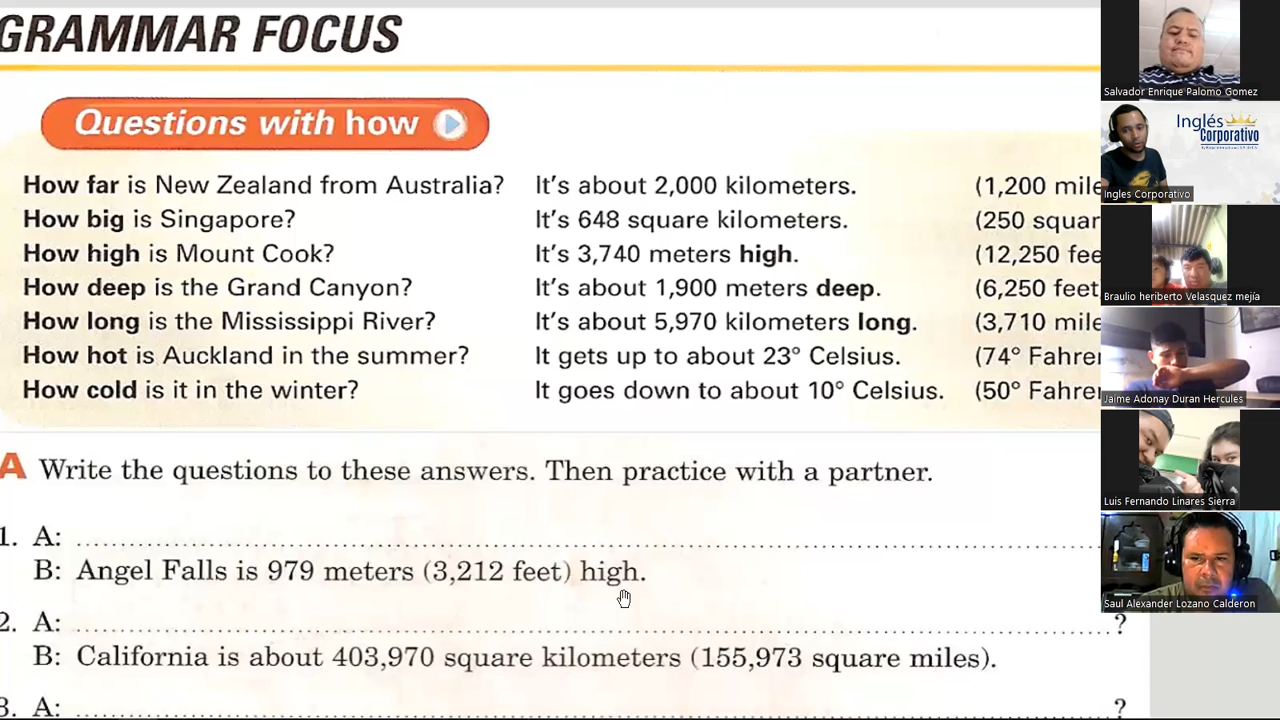 GRAMMAR FOCUS
Questions with how
How far is New Zealand from Australia? It's about 2,000 kilometers. (1,200 mile
How big is Singapore? It's 648 square kilometers. (250 squar
How high is Mount Cook? It's 3,740 meters high. (12,250 fee
How deep is the Grand Canyon? It's about 1,900 meters deep. (6,250 feet
How long is the Mississippi River? It's about 5,970 kilometers long. (3,710 mile
How hot is Auckland in the summer? It gets up to about 23° Celsius. (74° Fahre
How cold is it in the winter? It goes down to about 10° Celsius. (50° Fahre
A Write the questions to these answers. Then practice with a partner.
1. A:
B: Angel Falls is 979 meters (3,212 feet) high.
2. A: ?
B: California is about 403,970 square kilometers (155,973 square miles).
3. A: ?
Salvador Enrique Palomo Gomez
Inglés
Corporativo
Ingles Corporativo
Braulio heriberto Velasquez mejía
Jaime Adonay Duran Hercules
Luis Fernando Linares Sierra
Saul Alexander Lozano Calderon